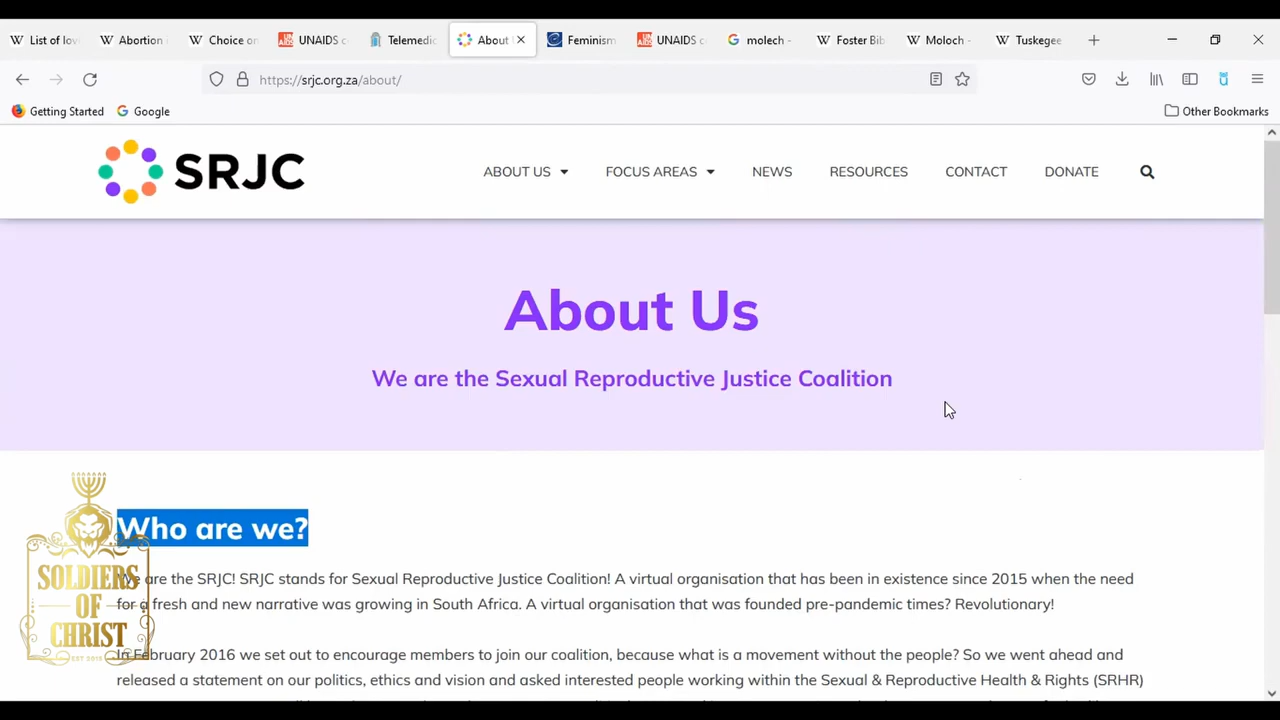 List of lov
Abortion i
Choice on
UNAIDS c
Telemedic
About U
Feminism
UNAIDS c
molech -
Foster Bib
Moloch -
Tuskegee
https://srjc.org.za/about/
Getting Started
Google
Other Bookmarks
SRJC
ABOUT US
FOCUS AREAS
NEWS
RESOURCES
CONTACT
DONATE
About Us
We are the Sexual Reproductive Justice Coalition
Who are we?
We are the SRJC! SRJC stands for Sexual Reproductive Justice Coalition! A virtual organisation that has been in existence since 2015 when the need
for a fresh and new narrative was growing in South Africa. A virtual organisation that was founded pre-pandemic times? Revolutionary!
In February 2016 we set out to encourage members to join our coalition, because what is a movement without the people? So we went ahead and
released a statement on our politics, ethics and vision and asked interested people working within the Sexual & Reproductive Health & Rights (SRHR)
SOLDIERS
OF
CHRIST